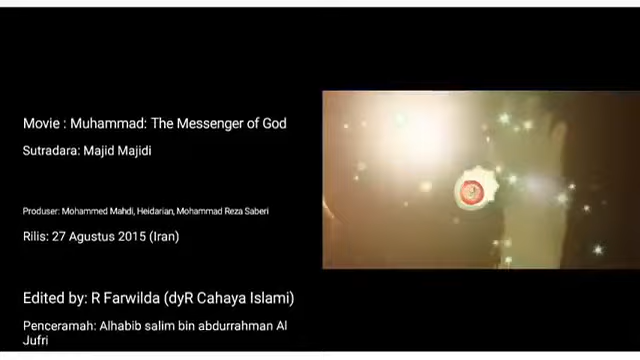 Movie : Muhammad: The Messenger of God
Sutradara: Majid Majidi
Produser: Mohammed Mahdi, Heidarian, Mohammad Reza Saberi
Rilis: 27 Agustus 2015 (Iran)
Edited by: R Farwilda (dyR Cahaya Islami)
Penceramah: Alhabib salim bin abdurrahman Al
Jufri